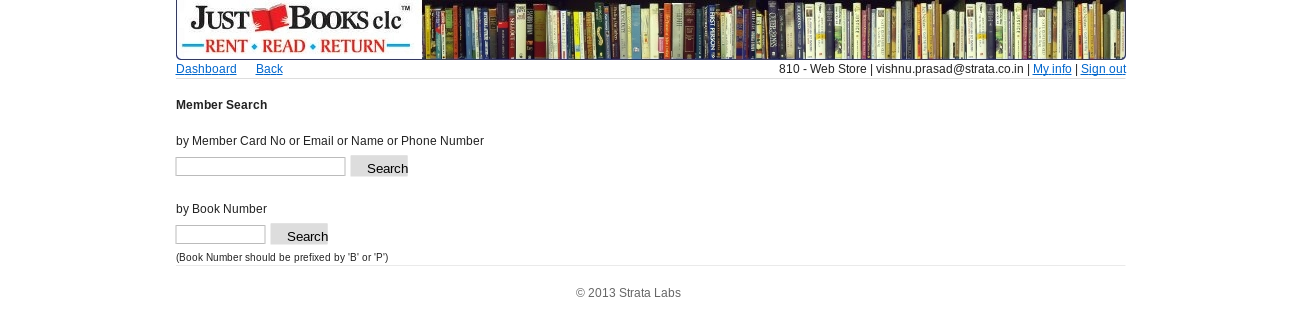 JUST BOOKS clc™
RENT • READ • RETURN
Dashboard Back 810 - Web Store | vishnu.prasad@strata.co.in | My info | Sign out
Member Search
by Member Card No or Email or Name or Phone Number
Search
by Book Number
Search
(Book Number should be prefixed by 'B' or 'P')
© 2013 Strata Labs